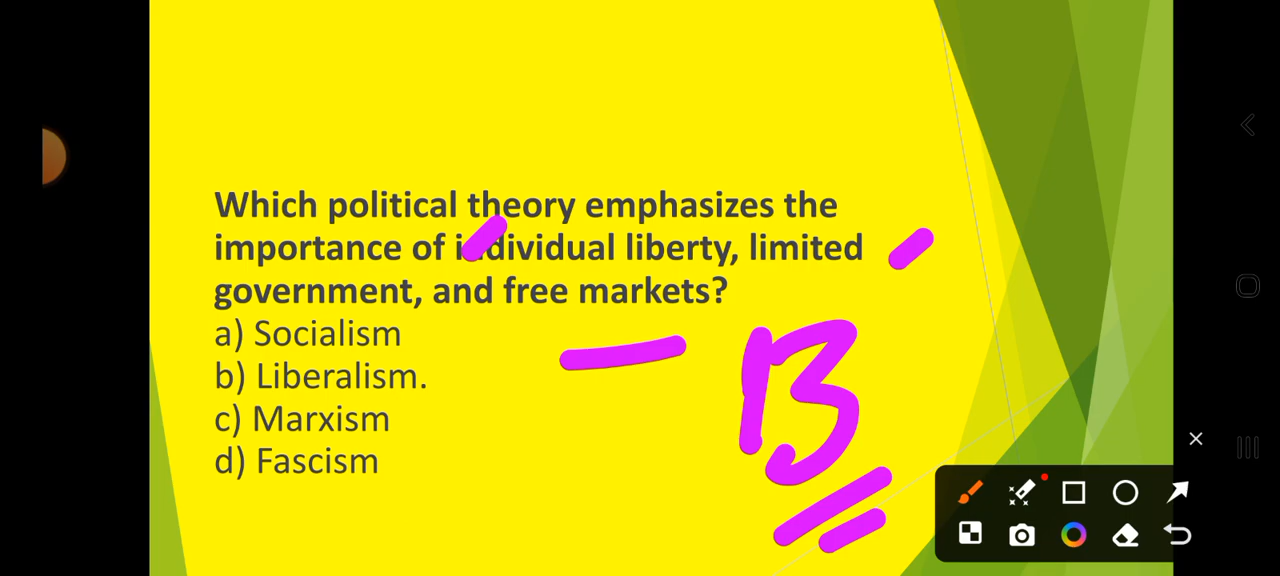 Which political theory emphasizes the
importance of individual liberty, limited
government, and free markets?
a) Socialism
b) Liberalism.
c) Marxism
d) Fascism
B